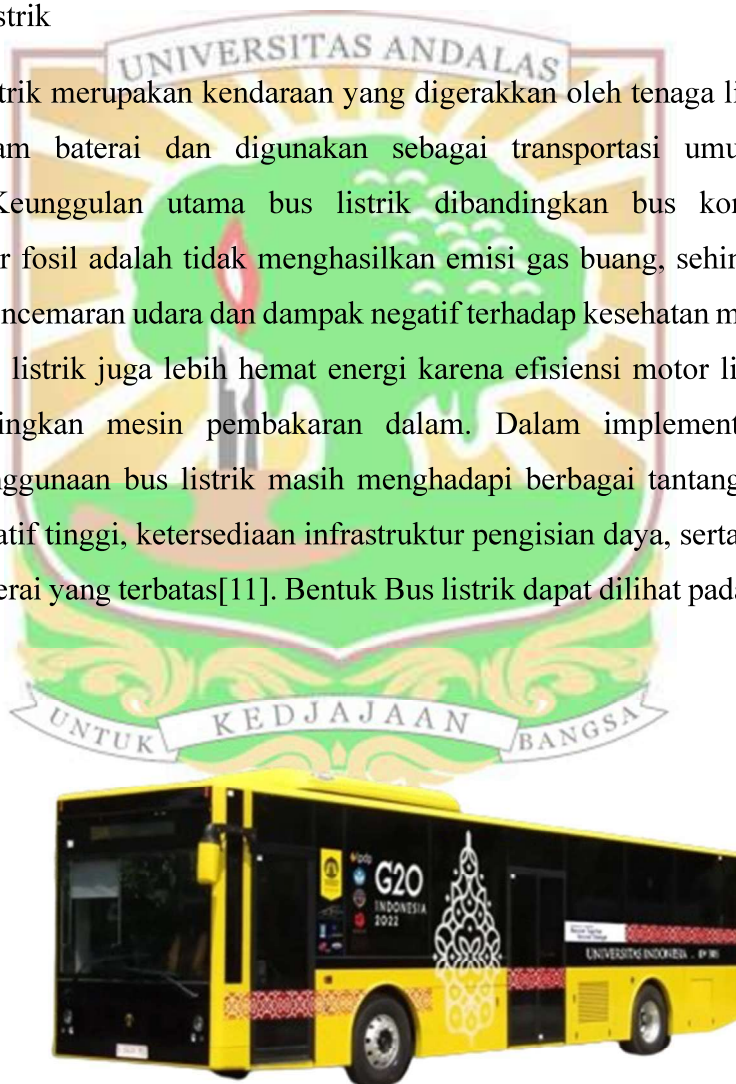 strik
UNIVERSITAS ANDALAS
trik merupakan kendaraan yang digerakkan oleh tenaga li
am baterai dan digunakan sebagai transportasi umu
Keunggulan utama bus listrik dibandingkan bus kon
r fosil adalah tidak menghasilkan emisi gas buang, sehin
encemaran udara dan dampak negatif terhadap kesehatan m
listrik juga lebih hemat energi karena efisiensi motor li
ingkan mesin pembakaran dalam. Dalam implement
nggunaan bus listrik masih menghadapi berbagai tantang
atif tinggi, ketersediaan infrastruktur pengisian daya, serta
erai yang terbatas[11]. Bentuk Bus listrik dapat dilihat pada
UNTUK KEDJAJAAN BANGSA
lpdp
G20
INDONESIA
2022
UNIVERSITAS INDONESIA